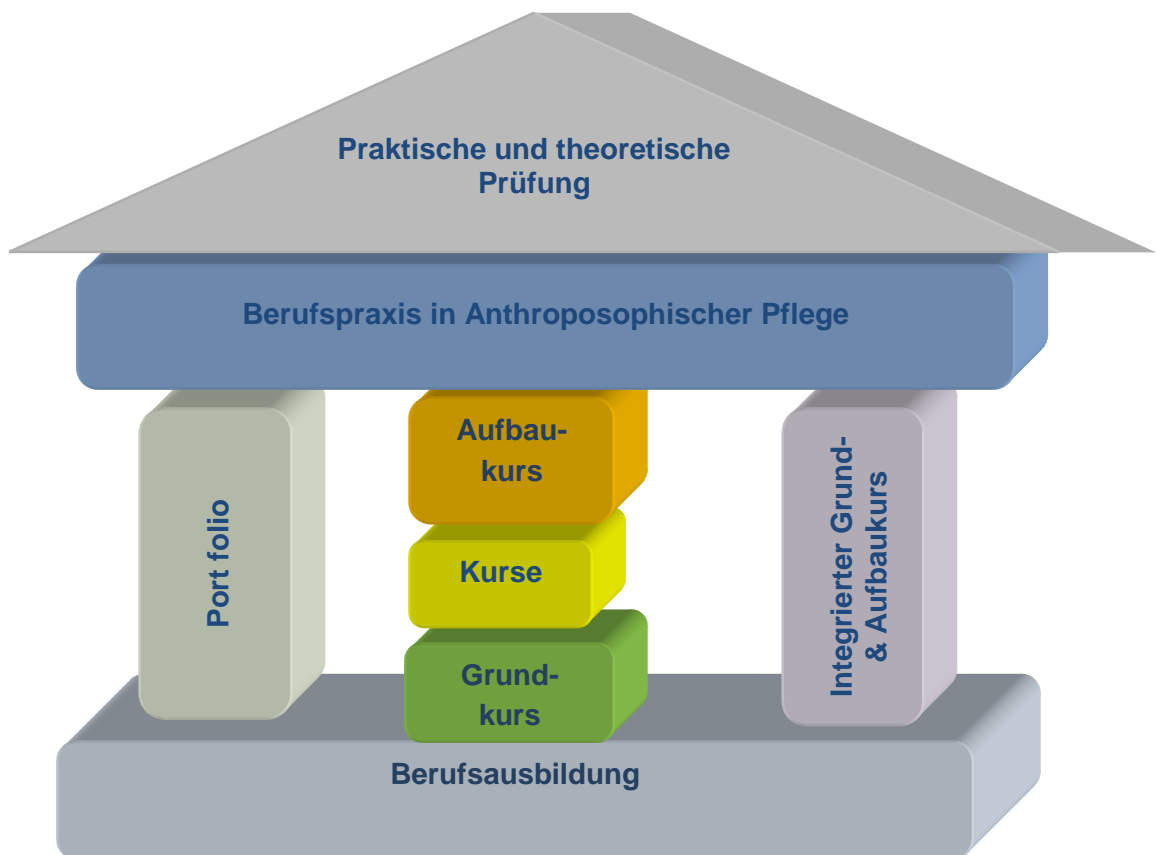 Praktische und theoretische
Prüfung
Berufspraxis in Anthroposophischer Pflege
Port folio
Aufbau-
kurs
Kurse
Grund-
kurs
Integrierter Grund-
& Aufbaukurs
Berufsausbildung